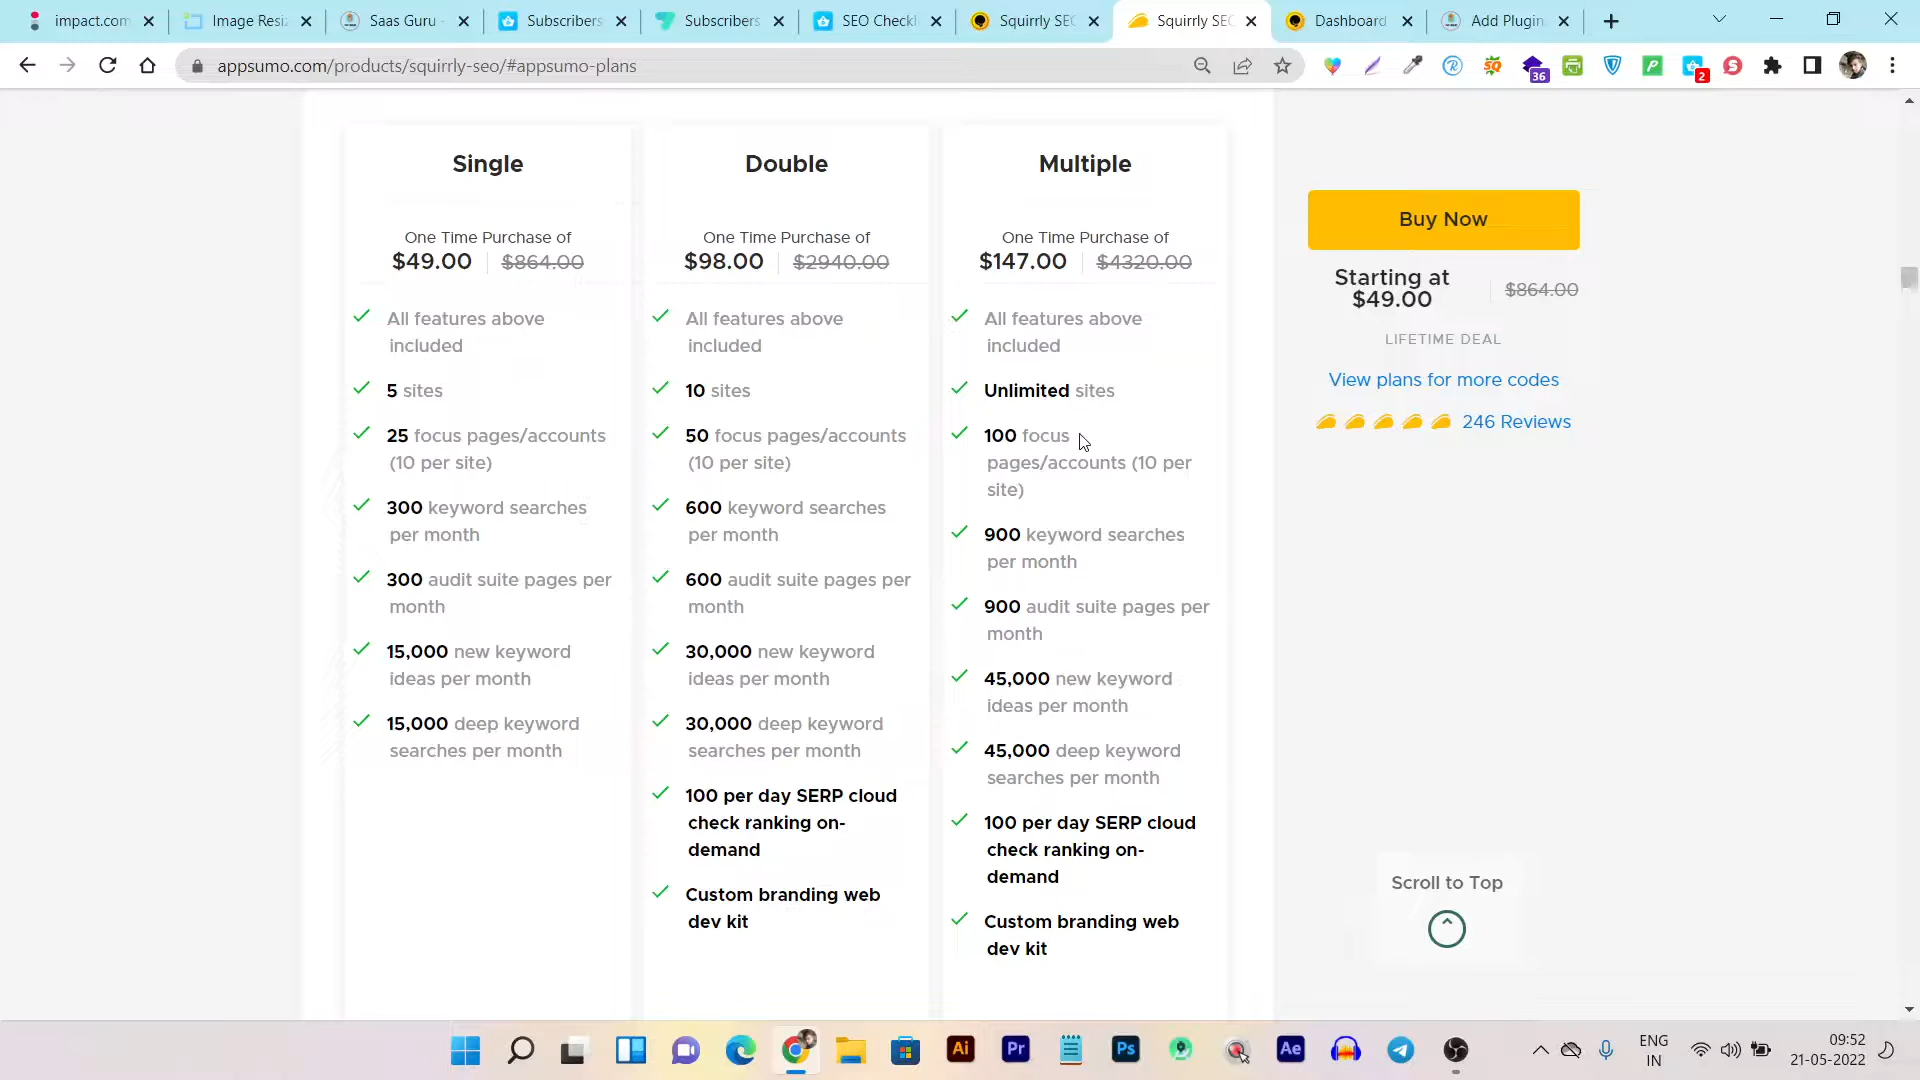 impact.com
Image Resiz
Saas Guru -
Subscribers
Subscribers
SEO Checkl
Squirrly SEO
Squirrly SEO
Dashboard
Add Plugin
appsumo.com/products/squirrly-seo/#appsumo-plans
36
2
Single
One Time Purchase of
$49.00 $864.00
All features above
included
5 sites
25 focus pages/accounts
(10 per site)
300 keyword searches
per month
300 audit suite pages per
month
15,000 new keyword
ideas per month
15,000 deep keyword
searches per month
Double
One Time Purchase of
$98.00 $2940.00
All features above
included
10 sites
50 focus pages/accounts
(10 per site)
600 keyword searches
per month
600 audit suite pages per
month
30,000 new keyword
ideas per month
30,000 deep keyword
searches per month
100 per day SERP cloud
check ranking on-
demand
Custom branding web
dev kit
Multiple
One Time Purchase of
$147.00 $4320.00
All features above
included
Unlimited sites
100 focus
pages/accounts (10 per
site)
900 keyword searches
per month
900 audit suite pages per
month
45,000 new keyword
ideas per month
45,000 deep keyword
searches per month
100 per day SERP cloud
check ranking on-
demand
Custom branding web
dev kit
Buy Now
Starting at
$49.00 $864.00
LIFETIME DEAL
View plans for more codes
246 Reviews
Scroll to Top
Ai
Pr
Ps
Ae
ENG
IN
09:52
21-05-2022